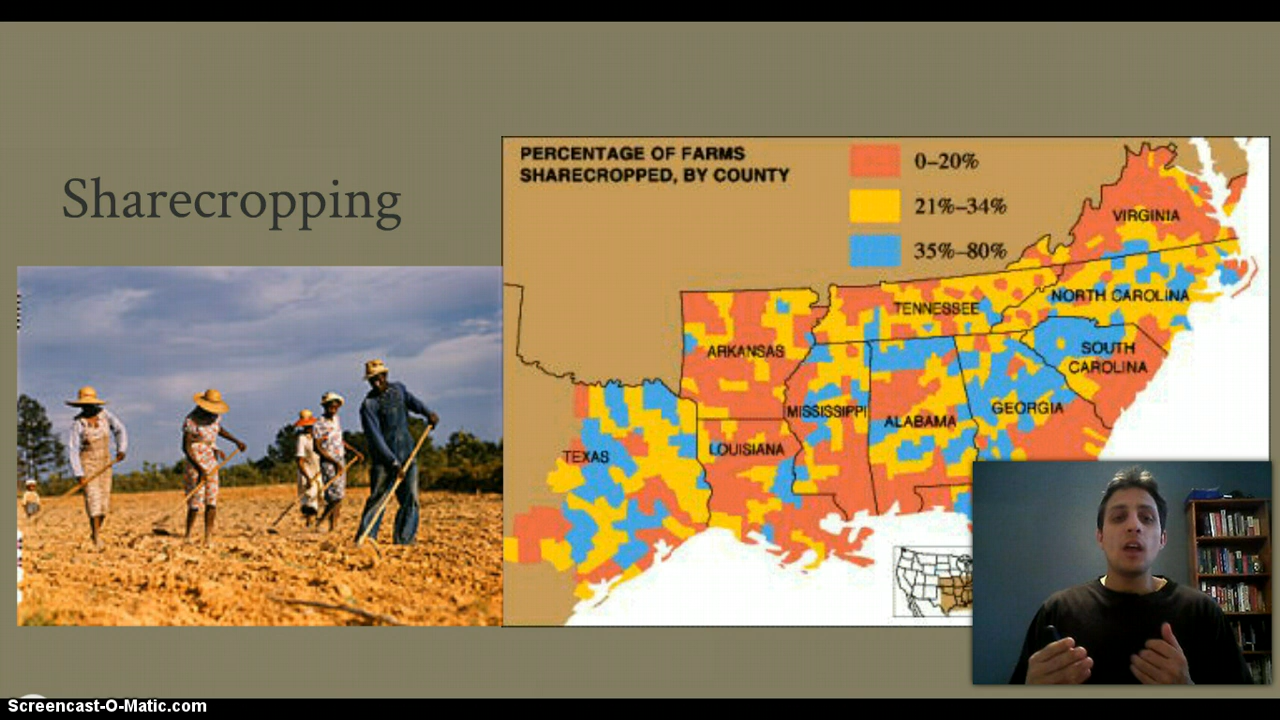 Sharecropping
PERCENTAGE OF FARMS
SHARECROPPED, BY COUNTY
0–20%
21%–34%
35%–80%
VIRGINIA
NORTH CAROLINA
TENNESSEE
ARKANSAS
SOUTH
CAROLINA
MISSISSIPPI
ALABAMA
GEORGIA
LOUISIANA
TEXAS
Screencast-O-Matic.com